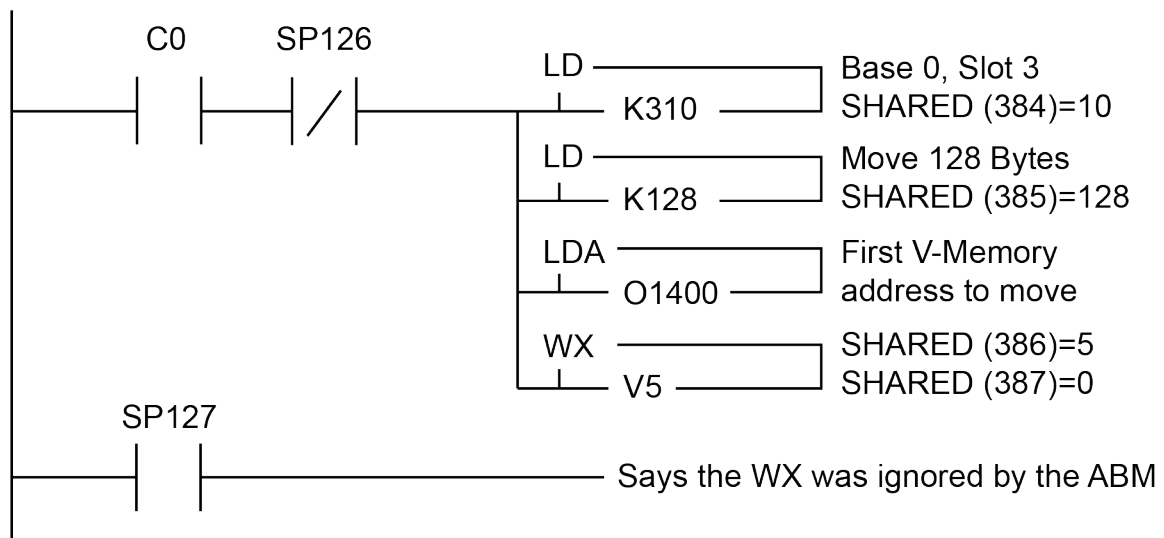 C0
SP126
LD
K310
Base 0, Slot 3
SHARED (384)=10
LD
K128
Move 128 Bytes
SHARED (385)=128
LDA
O1400
First V-Memory
address to move
WX
V5
SHARED (386)=5
SHARED (387)=0
SP127
Says the WX was ignored by the ABM